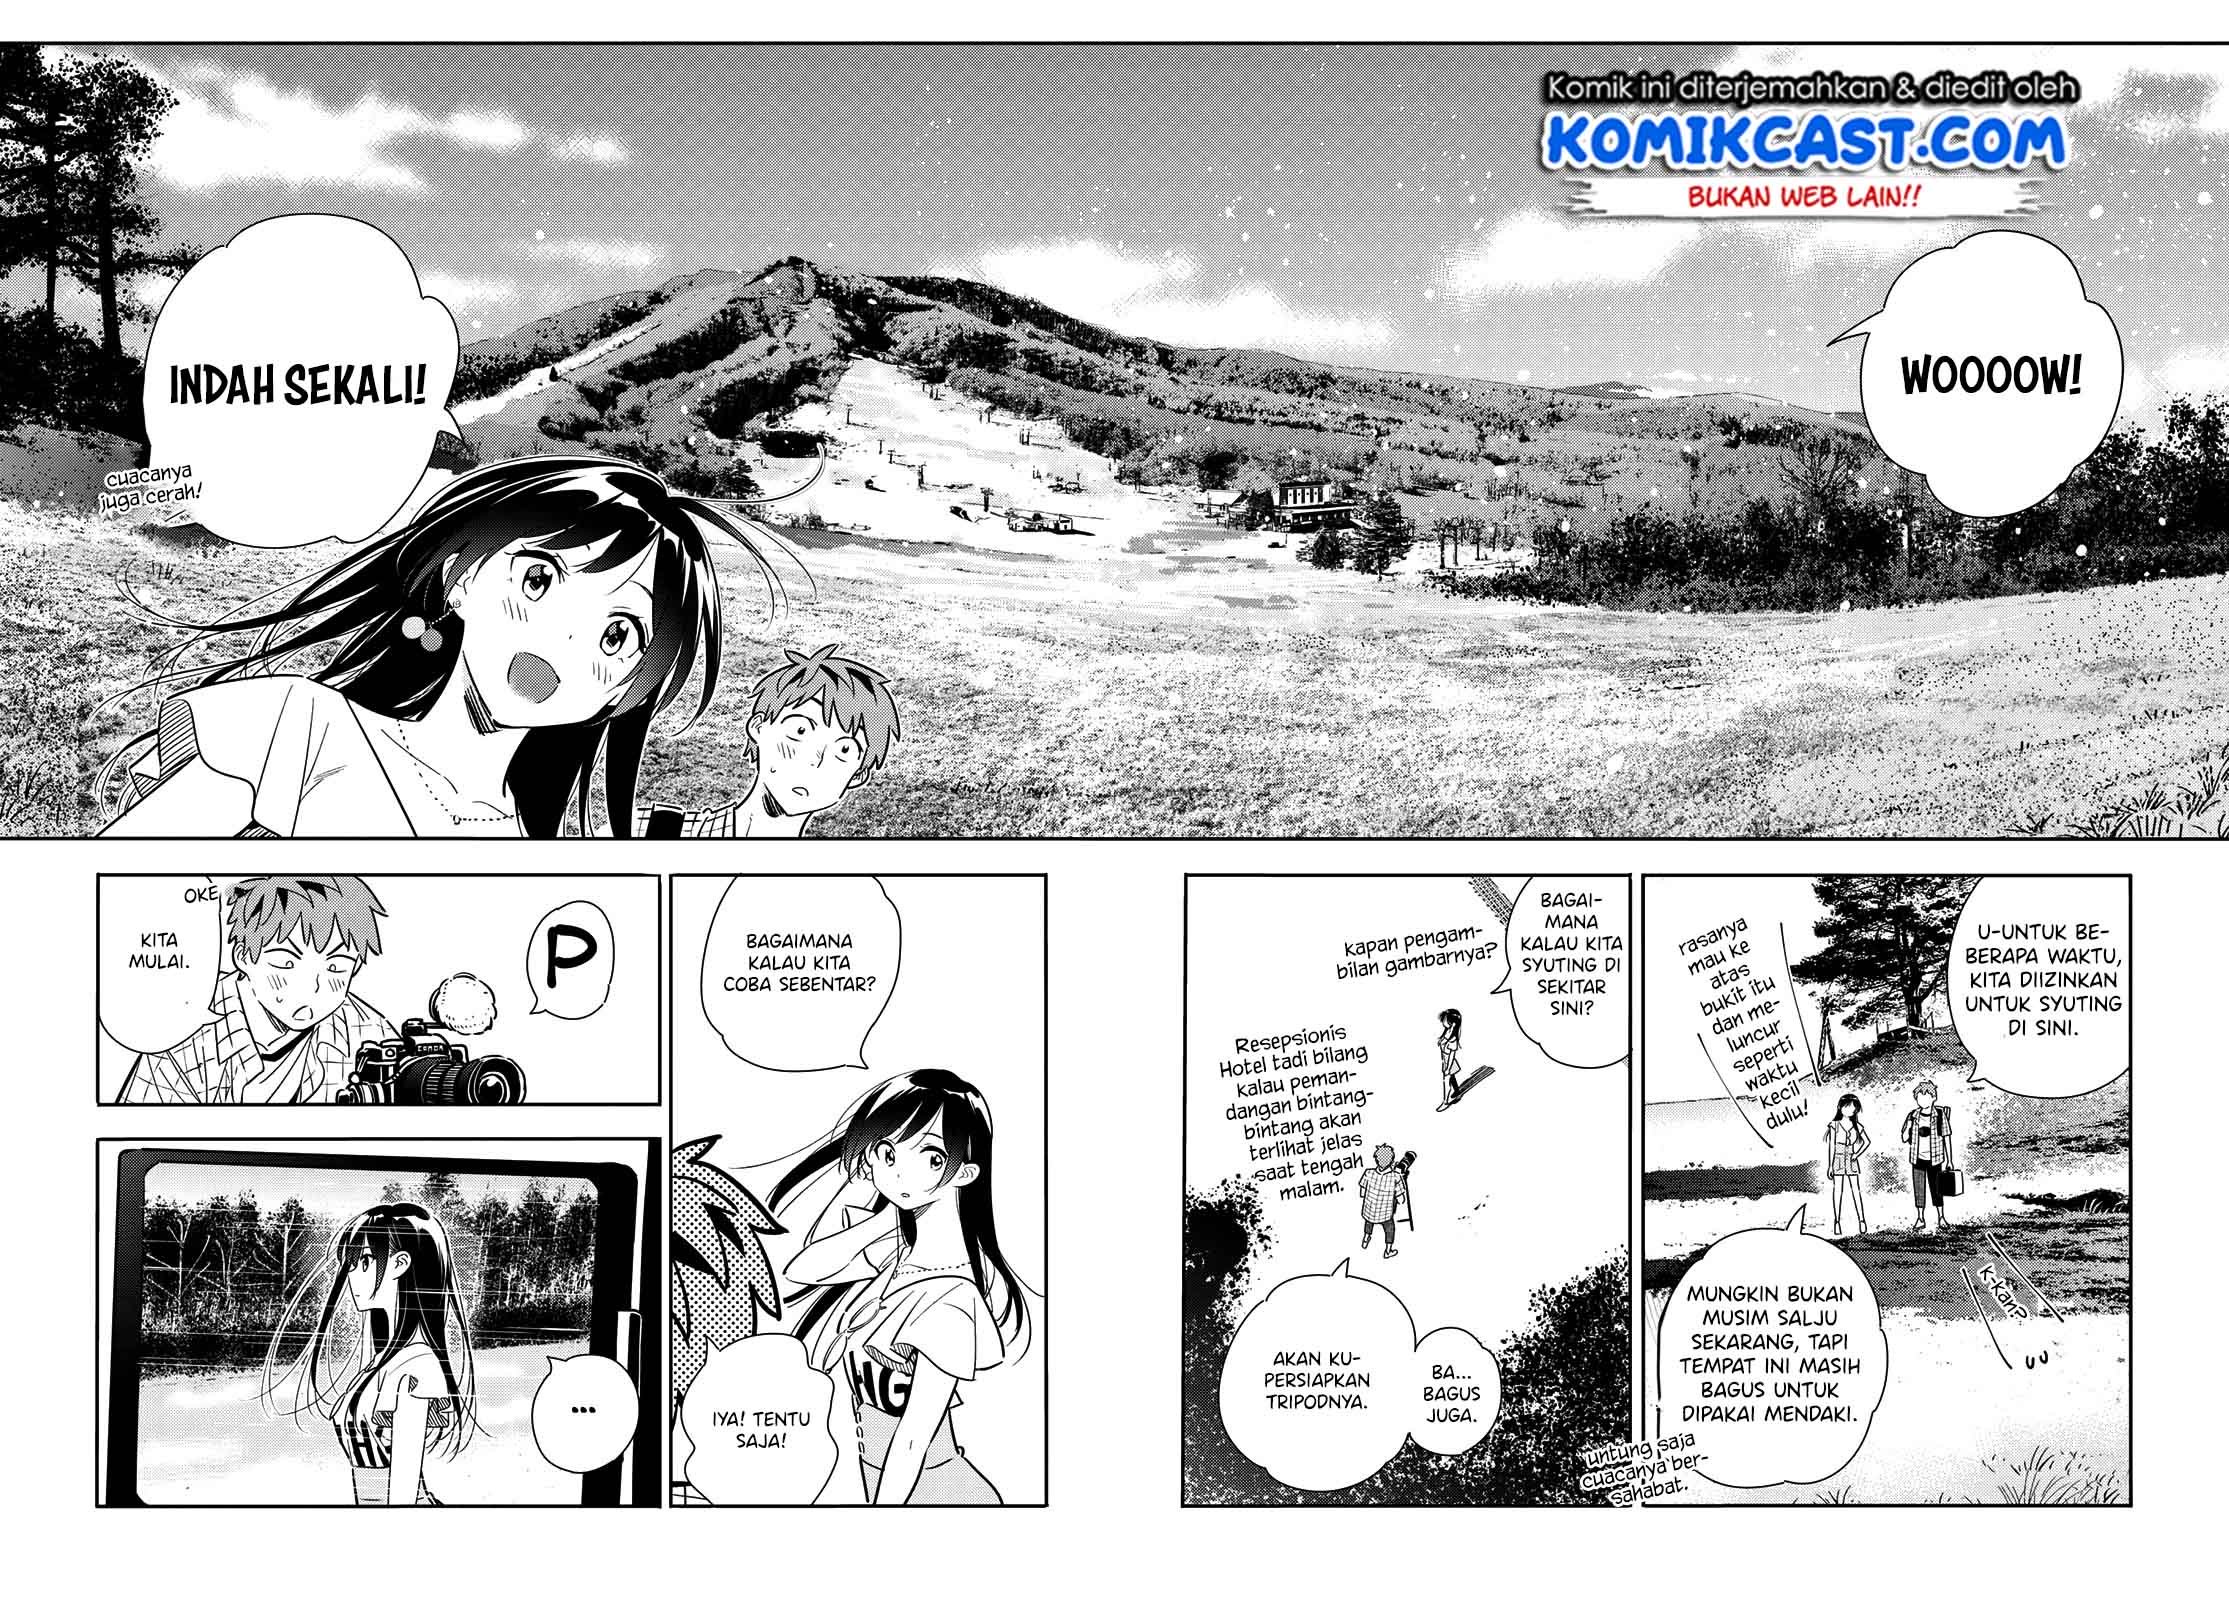 Komik ini diterjemahkan & diedit oleh
KOMIKCAST.COM
BUKAN WEB LAIN!!
WOOOOW!
INDAH SEKALI!
cuacanya
juga cerah!
U-UNTUK BE-
BERAPA WAKTU,
KITA DIIZINKAN
UNTUK SYUTING
DI SINI.
rasanya
mau ke
atas
bukit itu
dan me-
luncur
seperti
waktu
kecil
dulu!
K-kan?
MUNGKIN BUKAN
MUSIM SALJU
SEKARANG, TAPI
TEMPAT INI MASIH
BAGUS UNTUK
DIPAKAI MENDAKI.
untung saja
cuacanya ber-
sahabat.
BAGAI-
MANA
KALAU KITA
SYUTING DI
SEKITAR
SINI?
kapan pengam-
bilan gambarnya?
Resepsionis
Hotel tadi bilang
kalau peman-
dangan bintang-
bintang akan
terlihat jelas
saat tengah
malam.
BA...
BAGUS
JUGA.
AKAN KU-
PERSIAPKAN
TRIPODNYA.
BAGAIMANA
KALAU KITA
COBA SEBENTAR?
IYA! TENTU
SAJA!
HG
P
OKE
KITA
MULAI.
...